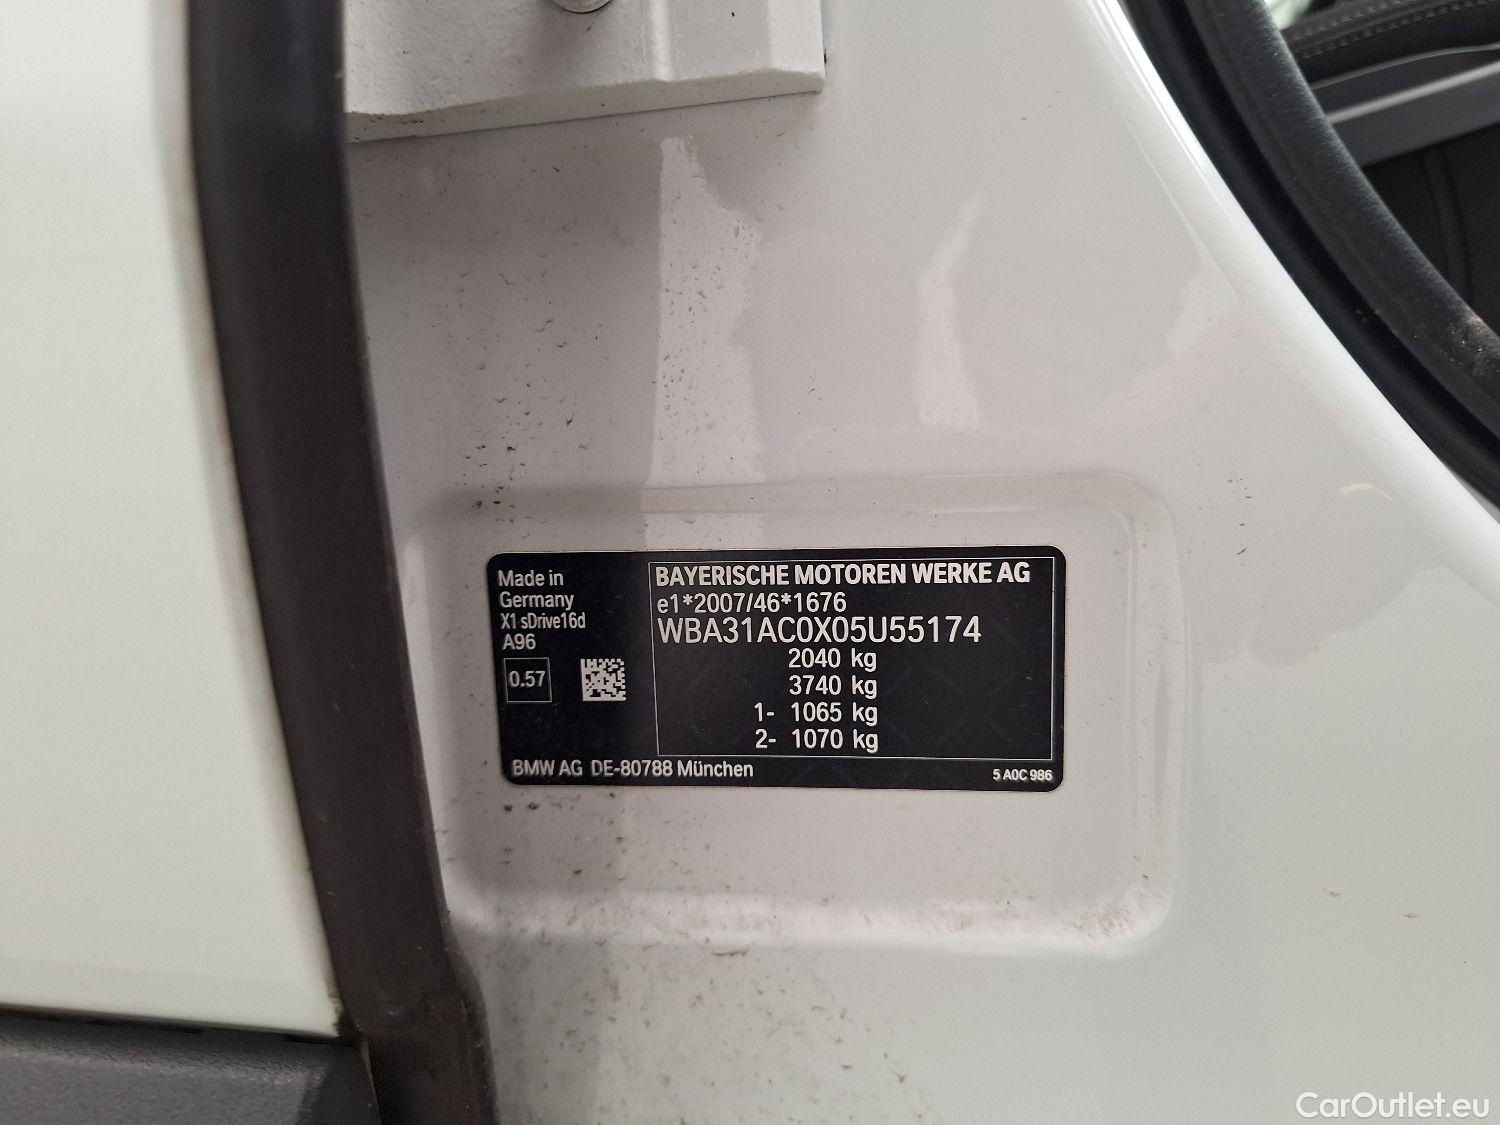 Made in
Germany
X1 sDrive16d
A96
0.57
BAYERISCHE MOTOREN WERKE AG
e1*2007/46*1676
WBA31AC0X05U55174
2040 kg
3740 kg
1- 1065 kg
2- 1070 kg
BMW AG DE-80788 München
5 A0C 986
CarOutlet.eu